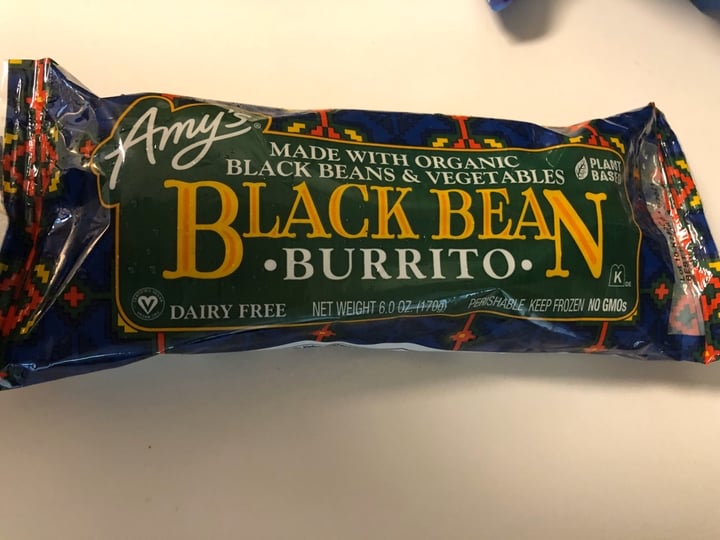 Amy's®
MADE WITH ORGANIC
BLACK BEANS & VEGETABLES
PLANT
BASED
BLACK BEAN
•BURRITO•
K DE
DAIRY FREE NET WEIGHT 6.0 OZ (170g) PERISHABLE KEEP FROZEN NO GMOs